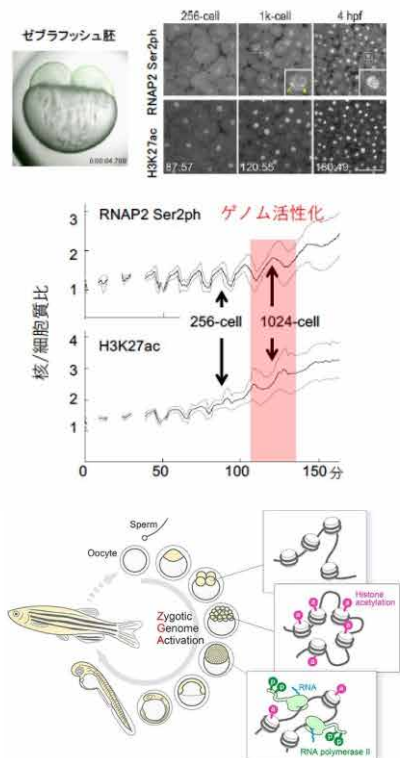 ゼブラフッシュ胚
0:00:04.788
256-cell 1k-cell 4 hpf
RNAP2 Ser2ph
H3K27ac
87:57 120:55 160:49
RNAP2 Ser2ph
ゲノム活性化
3
2
1
256-cell 1024-cell
核/細胞質比
H3K27ac
4
3
2
1
0 50 100 150 分
Sperm
Oocyte
Zygotic
Genome
Activation
Histone
acetylation
a
a
a
a
a
a
RNA
a
a
a
P
P
P
P
RNA polymerase II